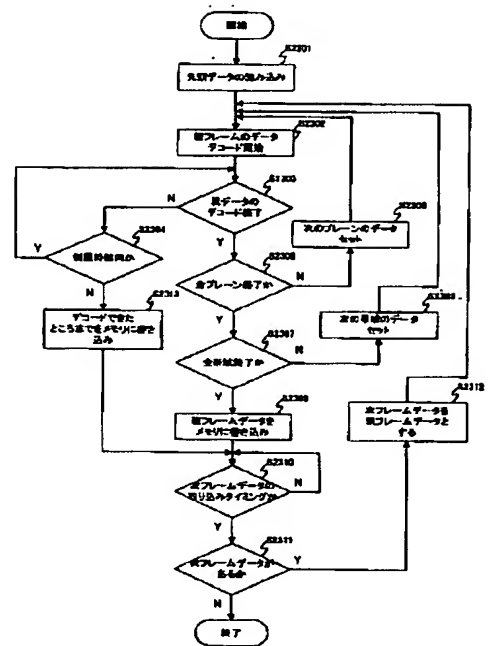 開始
S2301
先頭データの読み込み
S2302
現フレームのデータ
デコード開始
S2303
現データの
デコード終了
N
Y
S2304
制限時間内か
Y
N
S2313
デコードできた
ところまでをメモリに書き込
み
全プレーン終了か
N
Y
次のプレーンのデータ
セット
S2307
全帯域終了か
N
Y
次の帯域のデータ
セット
現フレームデータを
メモリに書き込み
S2310
次フレームデータの
取り込みタイミングか
N
Y
S2311
次フレームデータが
あるか
Y
N
S2312
次フレームデータを
現フレームデータと
する
終了